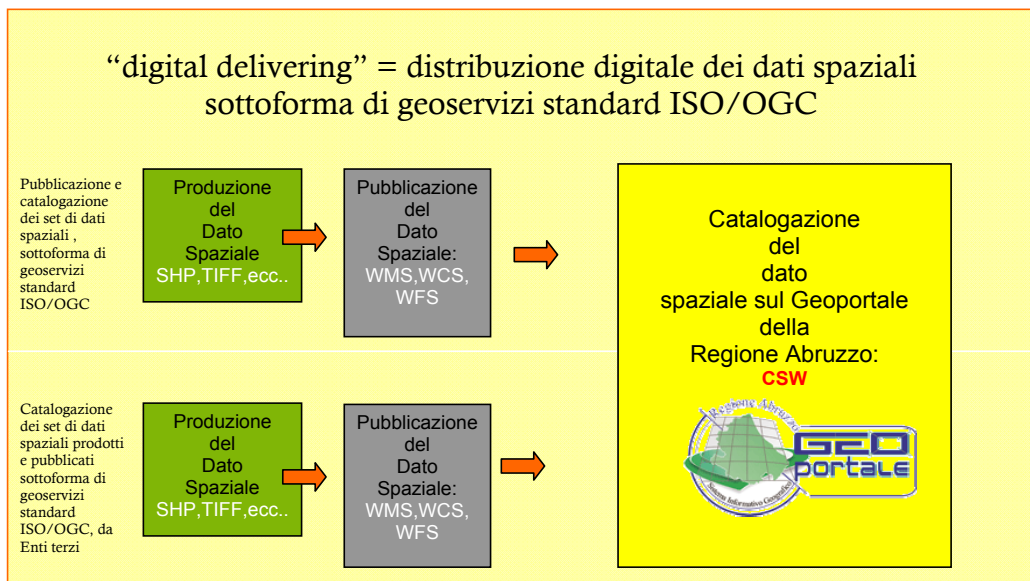 “digital delivering” = distribuzione digitale dei dati spaziali
sottoforma di geoservizi standard ISO/OGC
Pubblicazione e
catalogazione
dei set di dati
spaziali ,
sottoforma di
geoservizi
standard
ISO/OGC
Produzione
del
Dato
Spaziale
SHP,TIFF,ecc..
Pubblicazione
del
Dato
Spaziale:
WMS,WCS,
WFS
Catalogazione
del
dato
spaziale sul Geoportale
della
Regione Abruzzo:
CSW
Regione Abruzzo
GEO
portale
Sistema Informativo Geografico
Catalogazione
dei set di dati
spaziali prodotti
e pubblicati
sottoforma di
geoservizi
standard
ISO/OGC, da
Enti terzi
Produzione
del
Dato
Spaziale
SHP,TIFF,ecc..
Pubblicazione
del
Dato
Spaziale:
WMS,WCS,
WFS